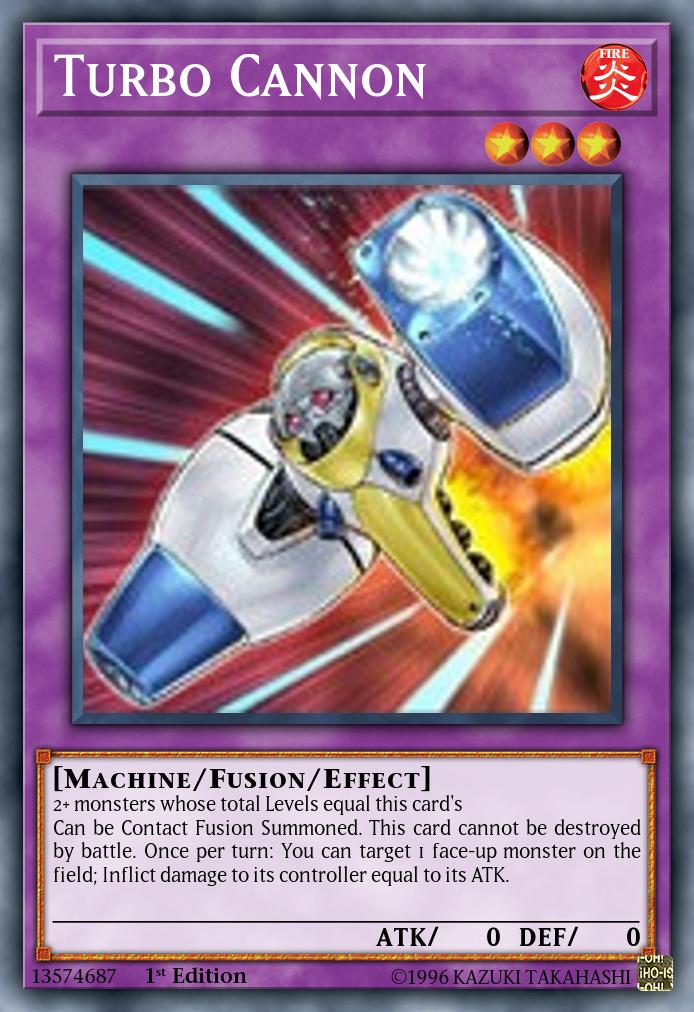 TURBO CANNON
FIRE
炎
[MACHINE/FUSION/EFFECT]
2+ monsters whose total Levels equal this card's
Can be Contact Fusion Summoned. This card cannot be destroyed
by battle. Once per turn: You can target 1 face-up monster on the
field; Inflict damage to its controller equal to its ATK.
ATK/ 0 DEF/ 0
13574687 1st Edition ©1996 KAZUKI TAKAHASHI